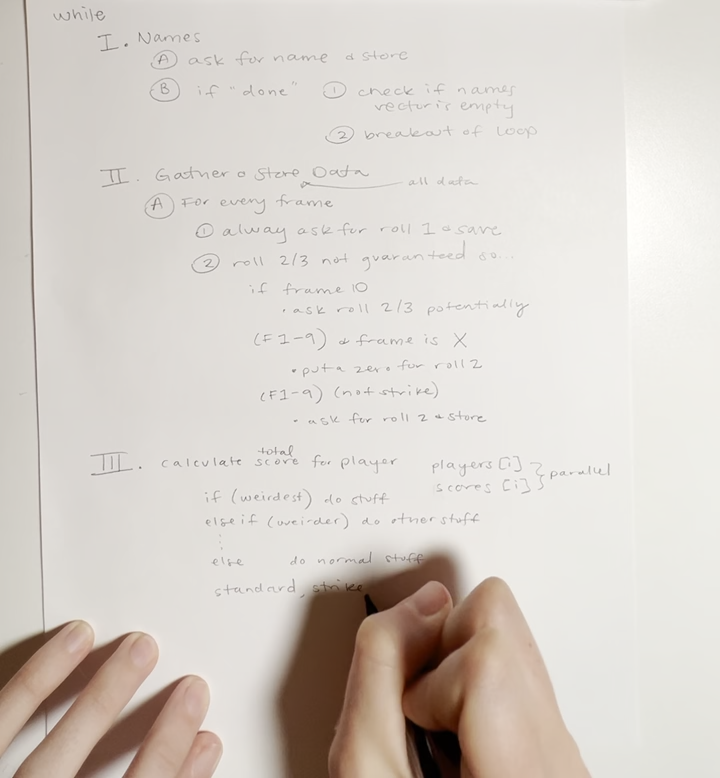 while
I. Names
A ask for name & store
B if "done" 1 check if names
vector is empty
2 breakout of loop
II. Gather & Store Data
all data
A For every frame
1 alway ask for roll 1 & save
2 roll 2/3 not guaranteed so...
if frame 10
• ask roll 2/3 potentially
(F1-9) & frame is X
• put a zero for roll 2
(F1-9) (not strike)
• ask for roll 2 & store
III. calculate total score for player players [i] } parallel
scores [i]
if (weirdest) do stuff
else if (weirder) do other stuff
⋮
else do normal stuff
standard, strike